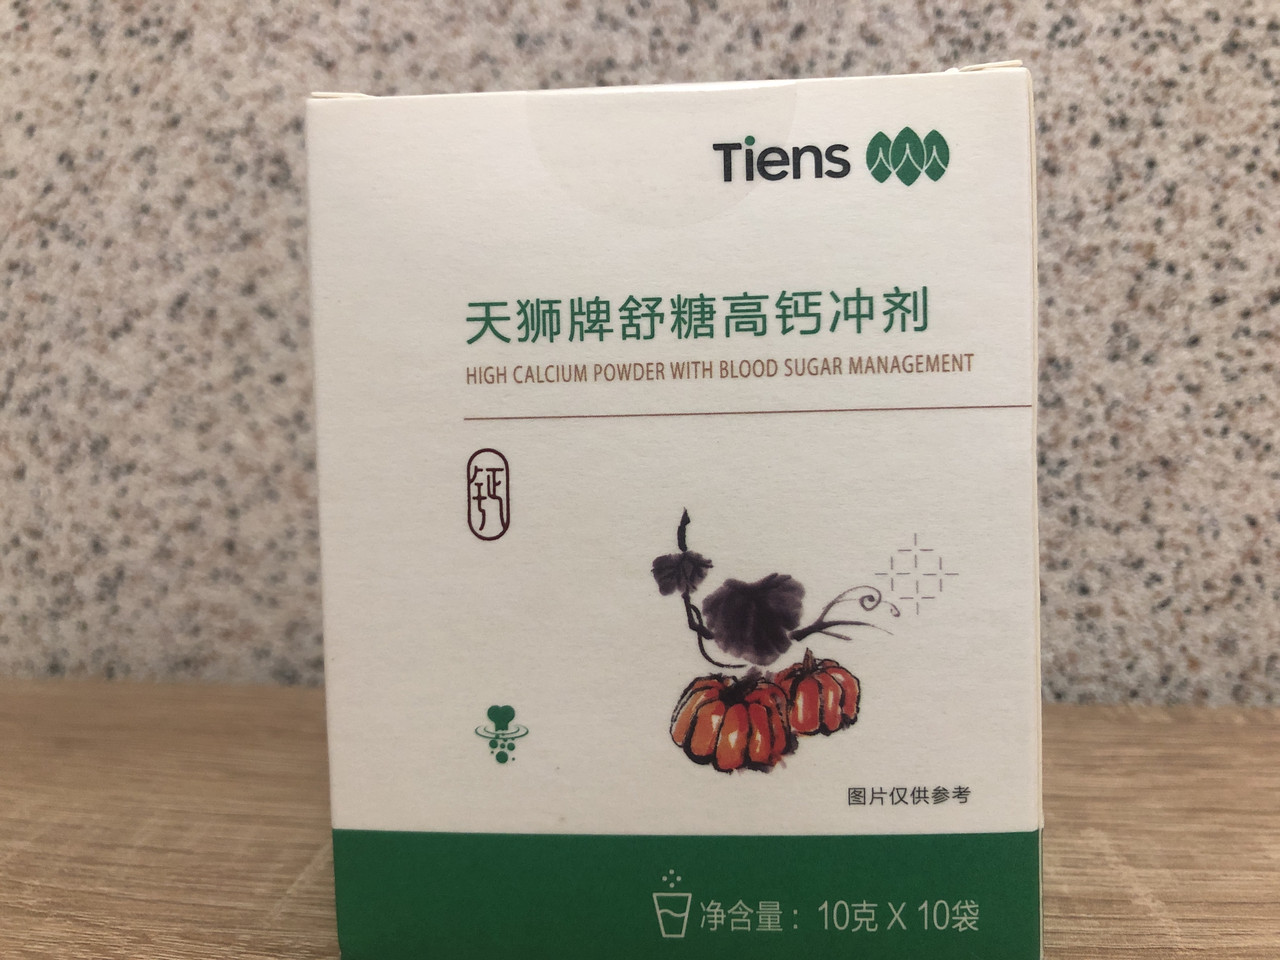 Tiens
天狮牌舒糖高钙冲剂
HIGH CALCIUM POWDER WITH BLOOD SUGAR MANAGEMENT
钙
图片仅供参考
净含量：10克 X 10袋